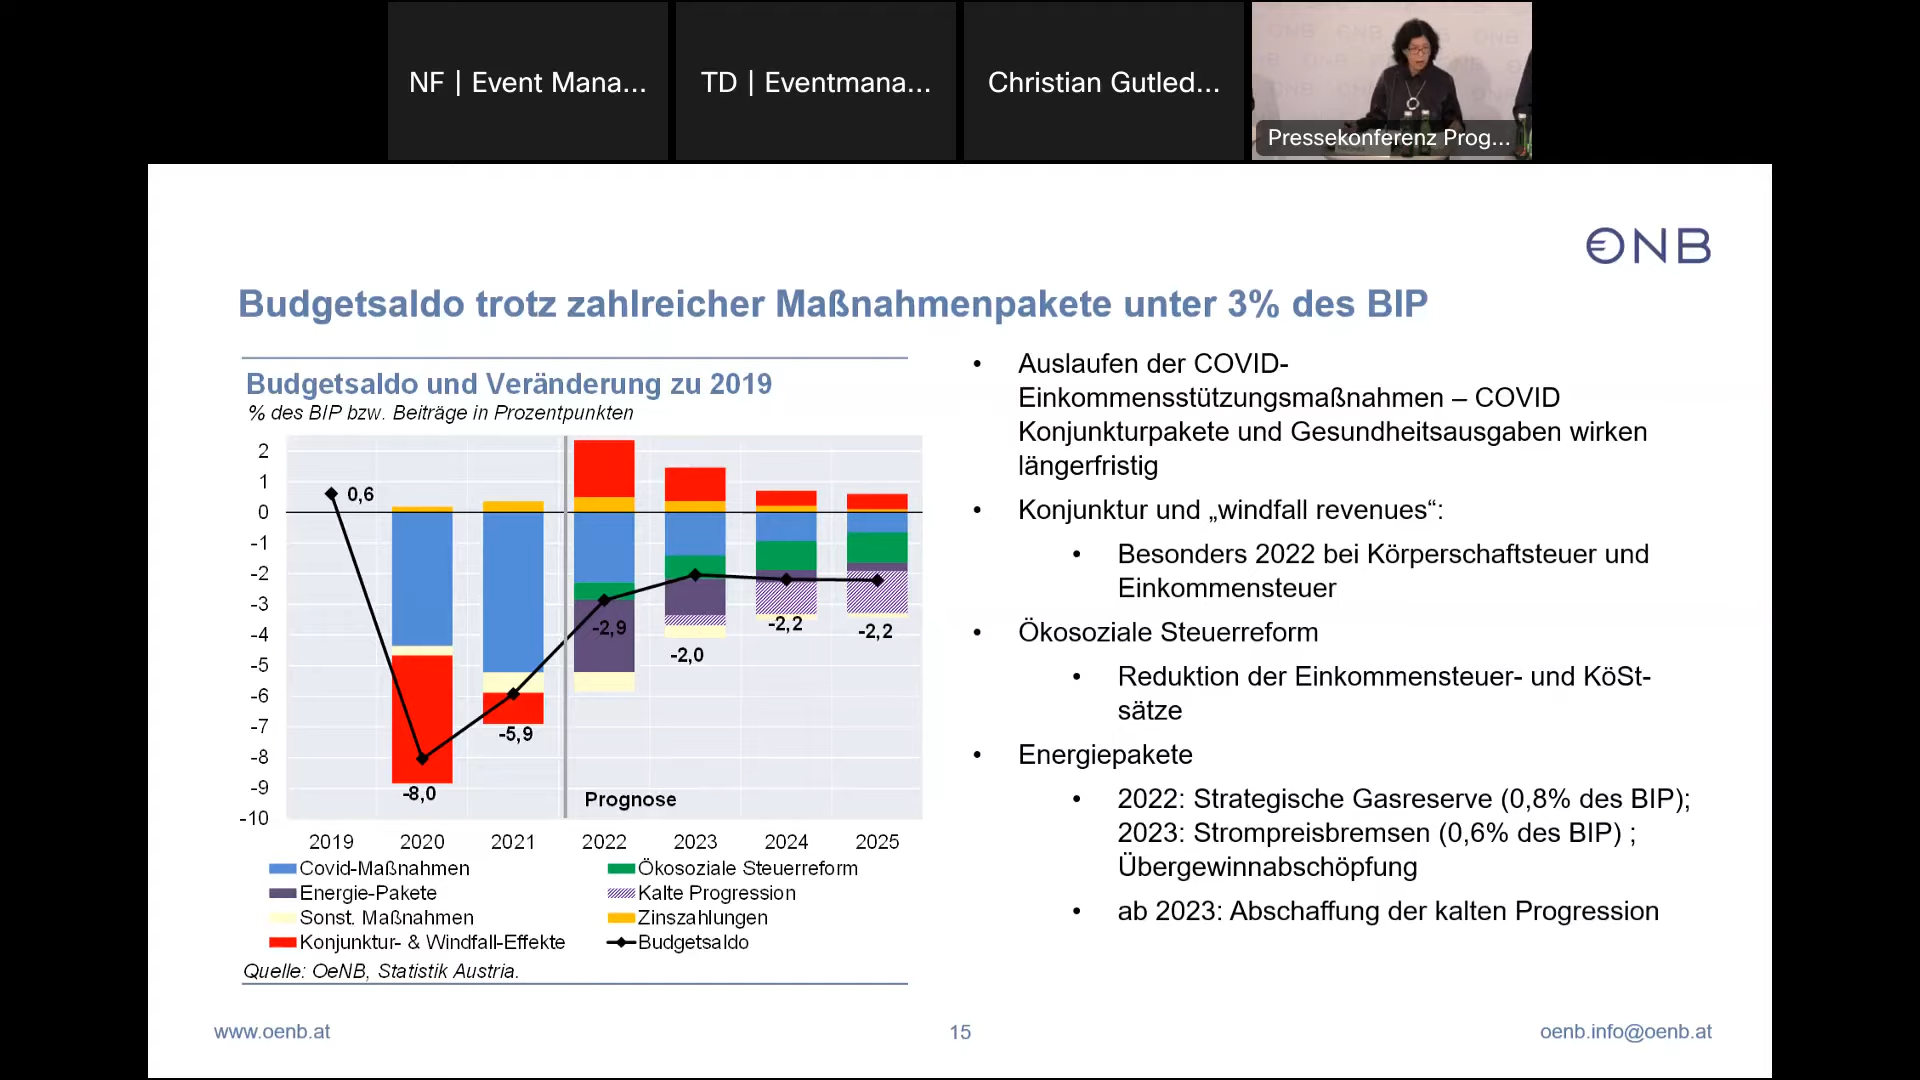 NF | Event Mana...
TD | Eventmana...
Christian Gutled...
Pressekonferenz Prog...
ONB
Budgetsaldo trotz zahlreicher Maßnahmenpakete unter 3% des BIP
Budgetsaldo und Veränderung zu 2019
% des BIP bzw. Beiträge in Prozentpunkten
2
1
0
-1
-2
-3
-4
-5
-6
-7
-8
-9
-10
0,6
-8,0
-5,9
-2,9
-2,0
-2,2
-2,2
Prognose
2019 2020 2021 2022 2023 2024 2025
Covid-Maßnahmen Ökosoziale Steuerreform
Energie-Pakete Kalte Progression
Sonst. Maßnahmen Zinszahlungen
Konjunktur- & Windfall-Effekte Budgetsaldo
Quelle: OeNB, Statistik Austria.
• Auslaufen der COVID-
Einkommensstützungsmaßnahmen – COVID
Konjunkturpakete und Gesundheitsausgaben wirken
längerfristig
• Konjunktur und „windfall revenues“:
• Besonders 2022 bei Körperschaftsteuer und
Einkommensteuer
• Ökosoziale Steuerreform
• Reduktion der Einkommensteuer- und KöSt-
sätze
• Energiepakete
• 2022: Strategische Gasreserve (0,8% des BIP);
2023: Strompreisbremsen (0,6% des BIP) ;
Übergewinnabschöpfung
• ab 2023: Abschaffung der kalten Progression
www.oenb.at
15
oenb.info@oenb.at